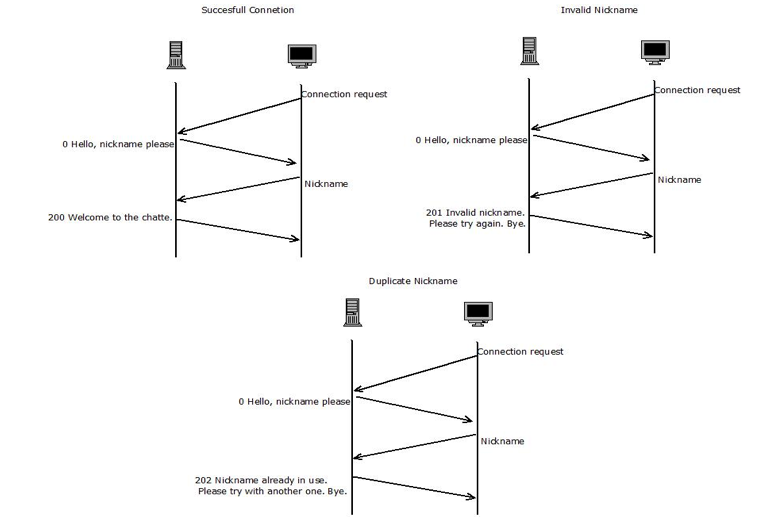 Succesfull Connetion
Connection request
0 Hello, nickname please
Nickname
200 Welcome to the chatte.
Invalid Nickname
Connection request
0 Hello, nickname please
Nickname
201 Invalid nickname.
Please try again. Bye.
Duplicate Nickname
Connection request
0 Hello, nickname please
Nickname
202 Nickname already in use.
Please try with another one. Bye.